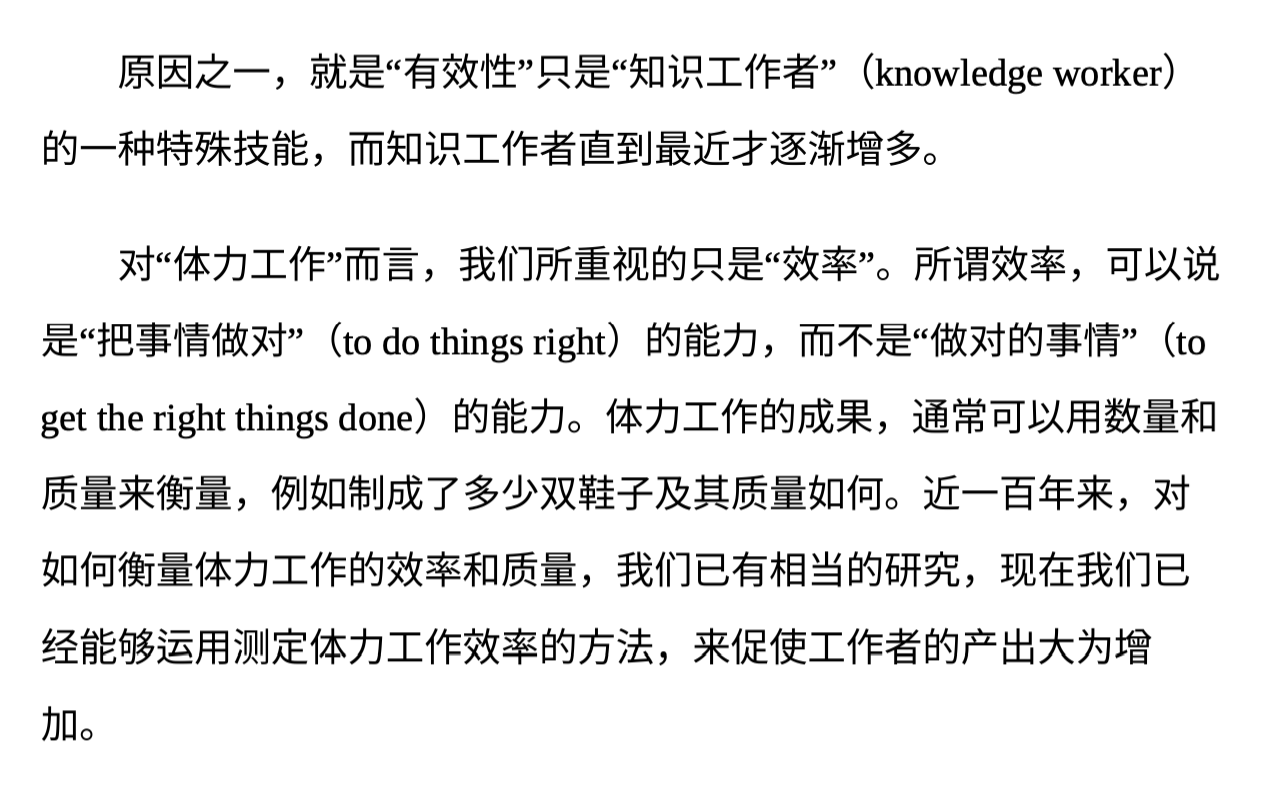 原因之一，就是“有效性”只是“知识工作者”（knowledge worker）
的一种特殊技能，而知识工作者直到最近才逐渐增多。
对“体力工作”而言，我们所重视的只是“效率”。所谓效率，可以说
是“把事情做对”（to do things right）的能力，而不是“做对的事情”（to
get the right things done）的能力。体力工作的成果，通常可以用数量和
质量来衡量，例如制成了多少双鞋子及其质量如何。近一百年来，对
如何衡量体力工作的效率和质量，我们已有相当的研究，现在我们已
经能够运用测定体力工作效率的方法，来促使工作者的产出大为增
加。